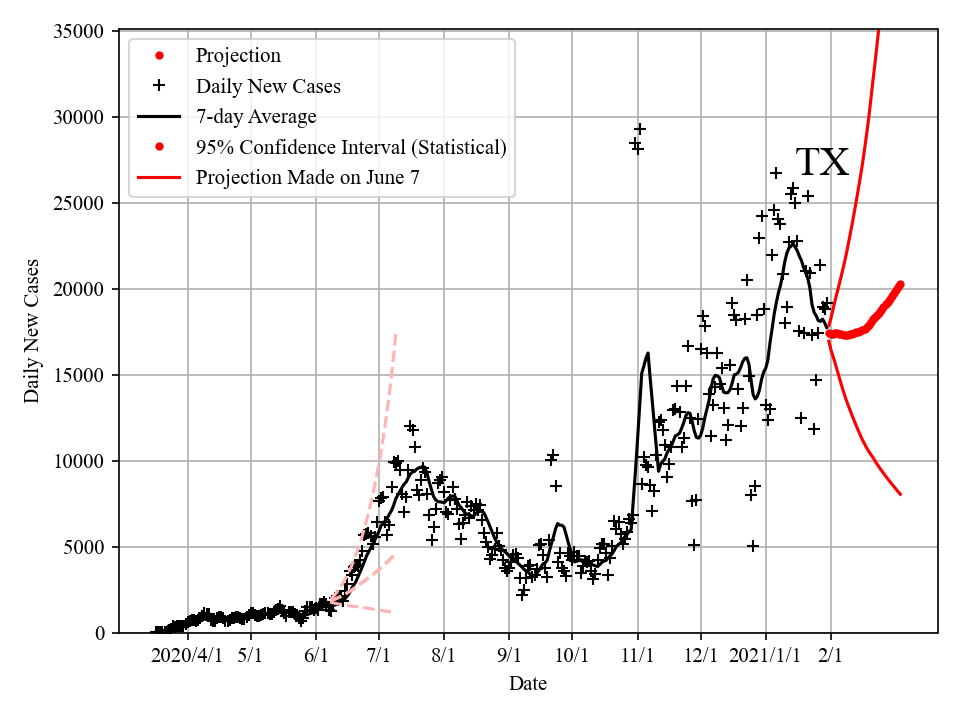 35000
30000
25000
20000
15000
10000
5000
0
Daily New Cases
Projection
Daily New Cases
7-day Average
95% Confidence Interval (Statistical)
Projection Made on June 7
TX
2020/4/1 5/1 6/1 7/1 8/1 9/1 10/1 11/1 12/1 2021/1/1 2/1
Date